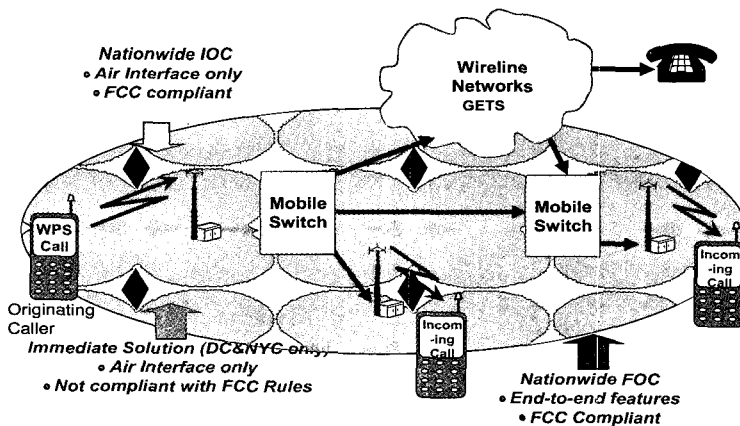 Nationwide IOC
• Air Interface only
• FCC compliant
Wireline
Networks
GETS
WPS
Call
Mobile
Switch
Mobile
Switch
Originating
Caller
Incom
-ing
Call
Incom
-ing
Call
Immediate Solution (DC&NYC only)
• Air Interface only
• Not compliant with FCC Rules
Nationwide FOC
• End-to-end features
• FCC Compliant